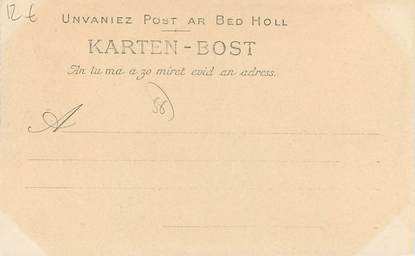 12 €
UNVANIEZ POST AR BED HOLL
KARTEN-BOST
An tu ma a zo miret evid an adress.
56)
A